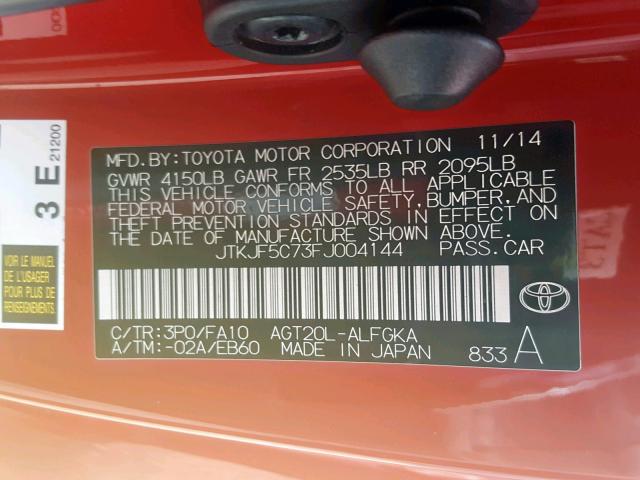 MFD. BY: TOYOTA MOTOR CORPORATION 11/14
GVWR 4150LB GAWR FR 2535LB RR 2095LB
THIS VEHICLE CONFORMS TO ALL APPLICABLE
FEDERAL MOTOR VEHICLE SAFETY, BUMPER, AND
THEFT PREVENTION STANDARDS IN EFFECT ON
THE DATE OF MANUFACTURE SHOWN ABOVE.
JTKJF5C73FJ004144 PASS. CAR
C/TR: 3P0/FA10 AGT20L-ALFGKA
A/TM: -02A/EB60 MADE IN JAPAN 833 A
3 E
21200
VOIR LE MANUEL
DE L'USAGER
POUR PLUS DE